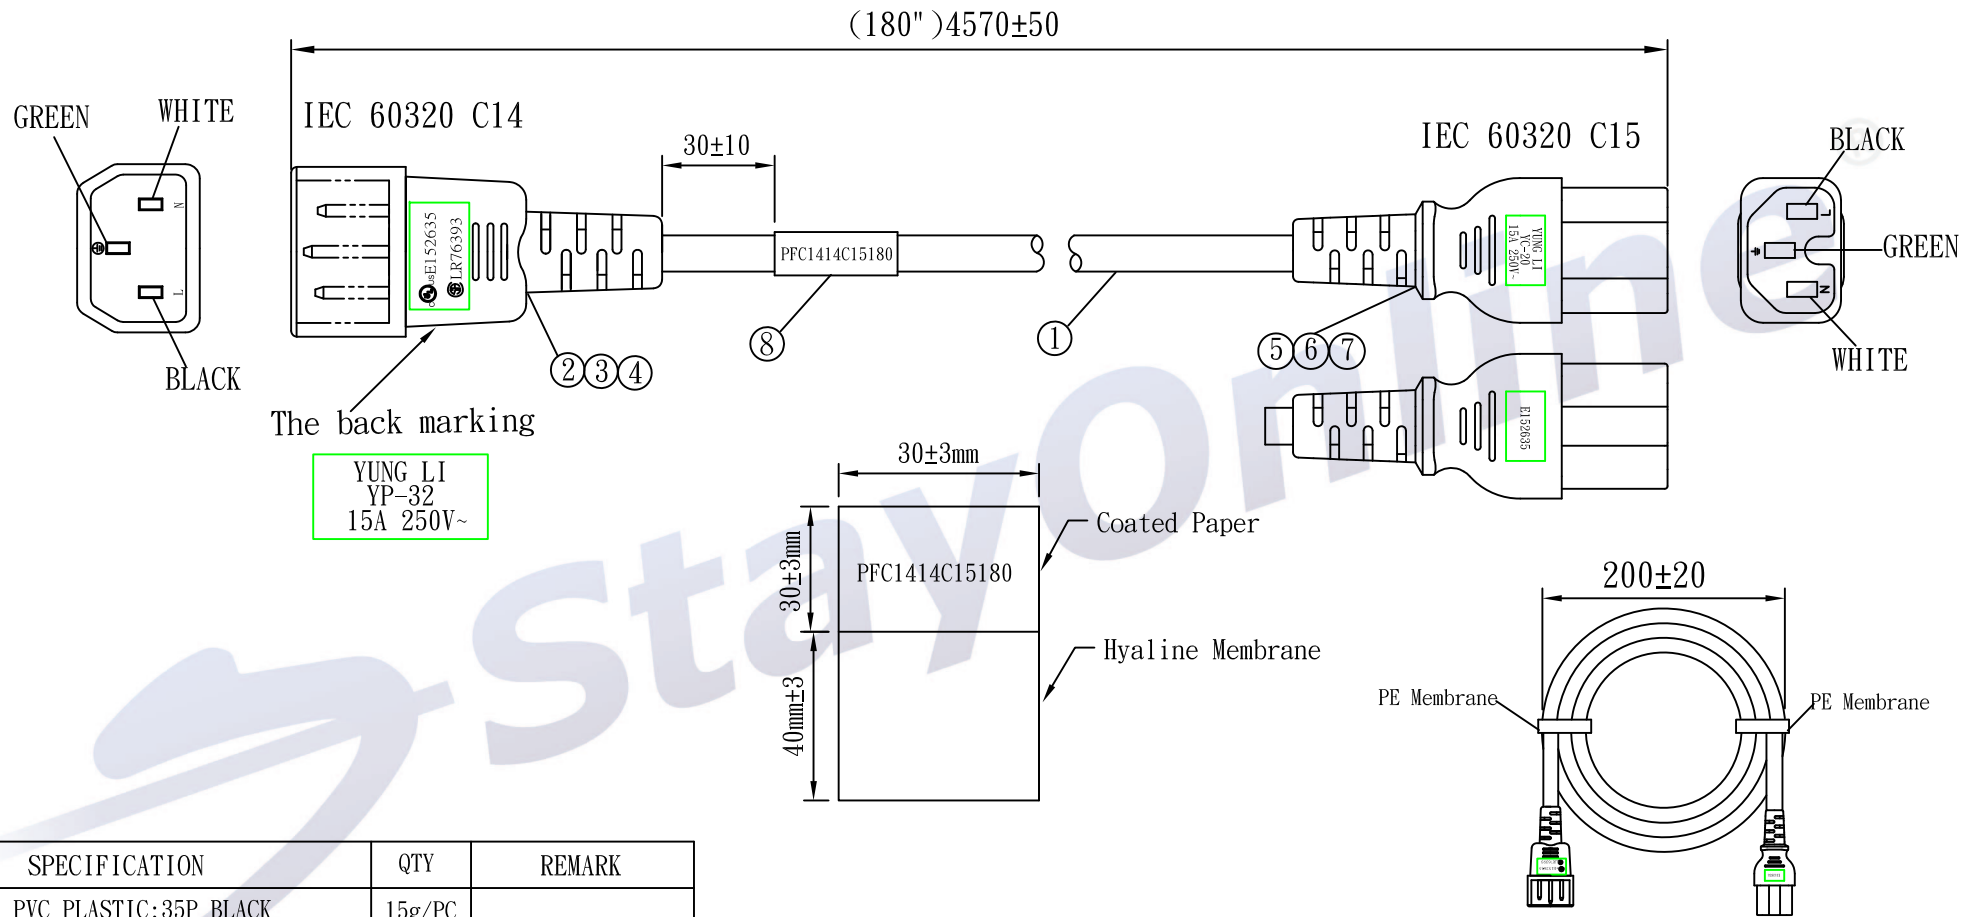 (180")4570±50
IEC 60320 C14
IEC 60320 C15
GREEN
WHITE
N
L
BLACK
30±10
E152635
LR76393
PFC1414C15180
YUNG LI
YC-20
15A 250V~
BLACK
L
GREEN
N
WHITE
8
1
2 3 4
5 6 7
The back marking
YUNG LI
YP-32
15A 250V~
E152635
30±3mm
30±3mm
PFC1414C15180
40mm±3
Coated Paper
Hyaline Membrane
200±20
PE Membrane
PE Membrane
StayOnline®
SPECIFICATION QTY REMARK
PVC PLASTIC:35P BLACK 15g/PC